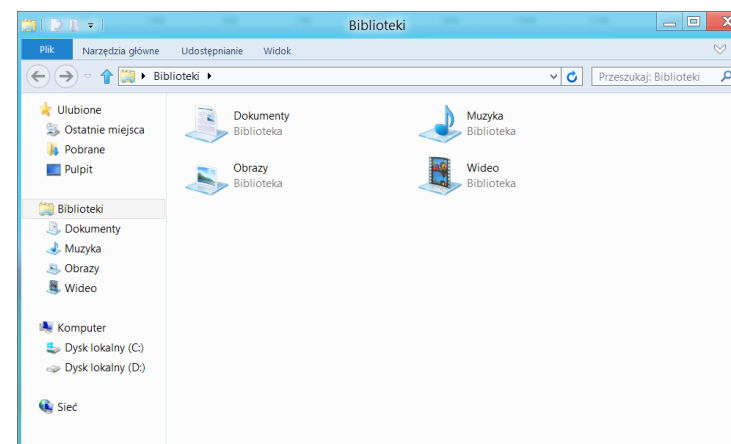 Biblioteki
Plik Narzędzia główne Udostępnianie Widok
Biblioteki
Przeszukaj: Biblioteki
Ulubione
Ostatnie miejsca
Pobrane
Pulpit
Biblioteki
Dokumenty
Muzyka
Obrazy
Wideo
Komputer
Dysk lokalny (C:)
Dysk lokalny (D:)
Sieć
Dokumenty
Biblioteka
Muzyka
Biblioteka
Obrazy
Biblioteka
Wideo
Biblioteka